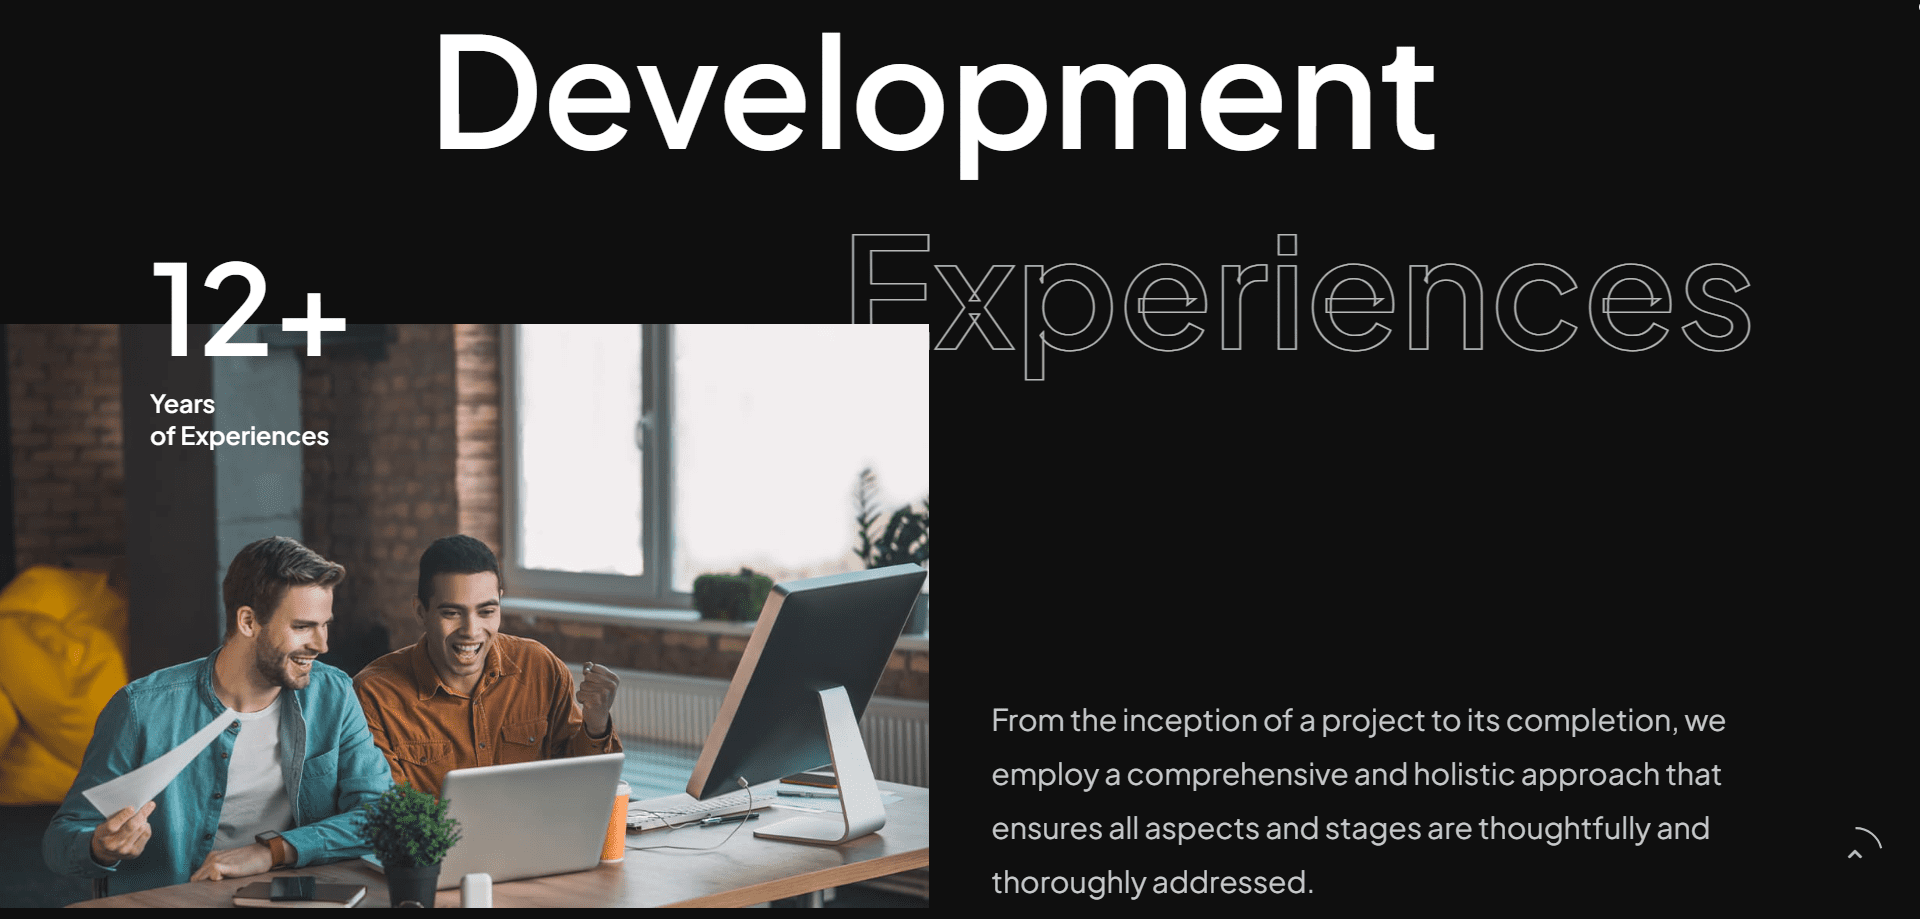 Development
Experiences
12+
Years
of Experiences
From the inception of a project to its completion, we
employ a comprehensive and holistic approach that
ensures all aspects and stages are thoughtfully and
thoroughly addressed.